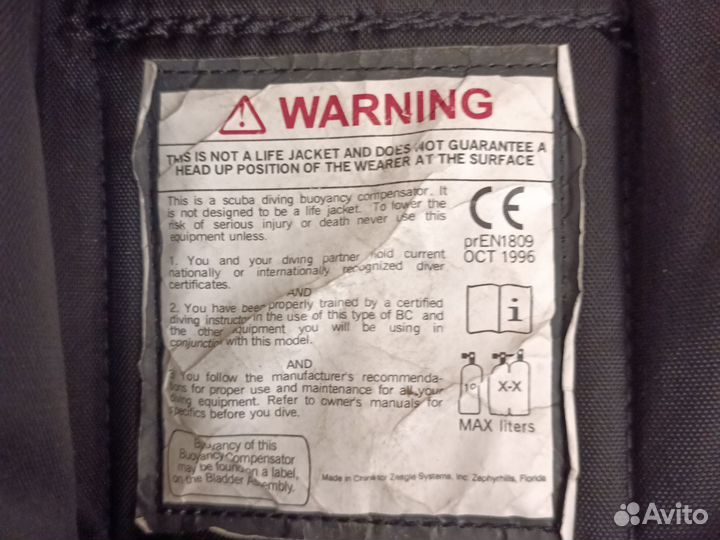 WARNING
THIS IS NOT A LIFE JACKET AND DOES NOT GUARANTEE A
HEAD UP POSITION OF THE WEARER AT THE SURFACE
This is a scuba diving buoyancy compensator. It
is not designed to be a life jacket. To lower the
risk of serious injury or death never use this
equipment unless.
1. You and your diving partner hold current
nationally or internationally recognized diver
certificates.
AND
2. You have been properly trained by a certified
diving instructor in the use of this type of BC and
the other equipment you will be using in
conjunction with this model.
AND
3 You follow the manufacturer's recommenda-
tions for proper use and maintenance for all your
diving equipment. Refer to owner's manuals for
specifics before you dive.
Buoyancy of this
Buoyancy Compensator
may be found on a label,
on the Bladder Assembly.
CE
prEN1809
OCT 1996
i
X-X
MAX liters
Made in China for Zeagle Systems, Inc. Zephyrhills, Florida
Avito